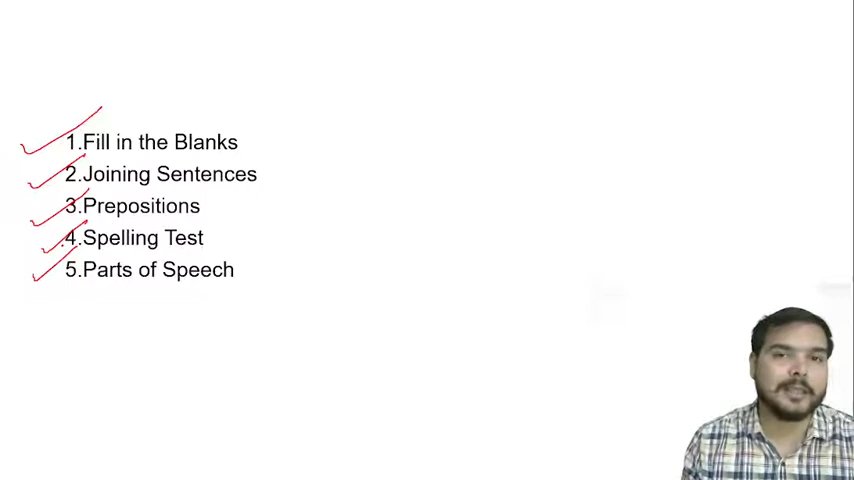 1.Fill in the Blanks
2.Joining Sentences
3.Prepositions
4.Spelling Test
5.Parts of Speech